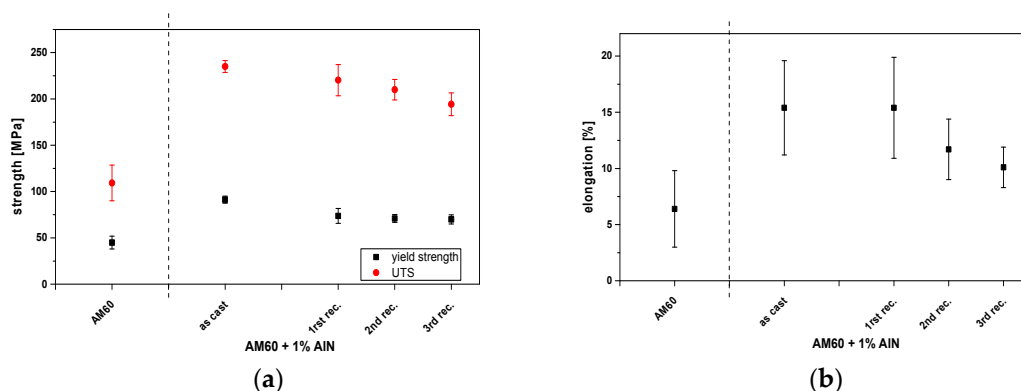 250
200
150
100
50
0
strength [MPa]
yield strength
UTS
AM60
as cast
1rst rec.
2nd rec.
3rd rec.
AM60 + 1% AlN
(a)
20
15
10
5
0
elongation [%]
AM60
as cast
1rst rec.
2nd rec.
3rd rec.
AM60 + 1% AlN
(b)